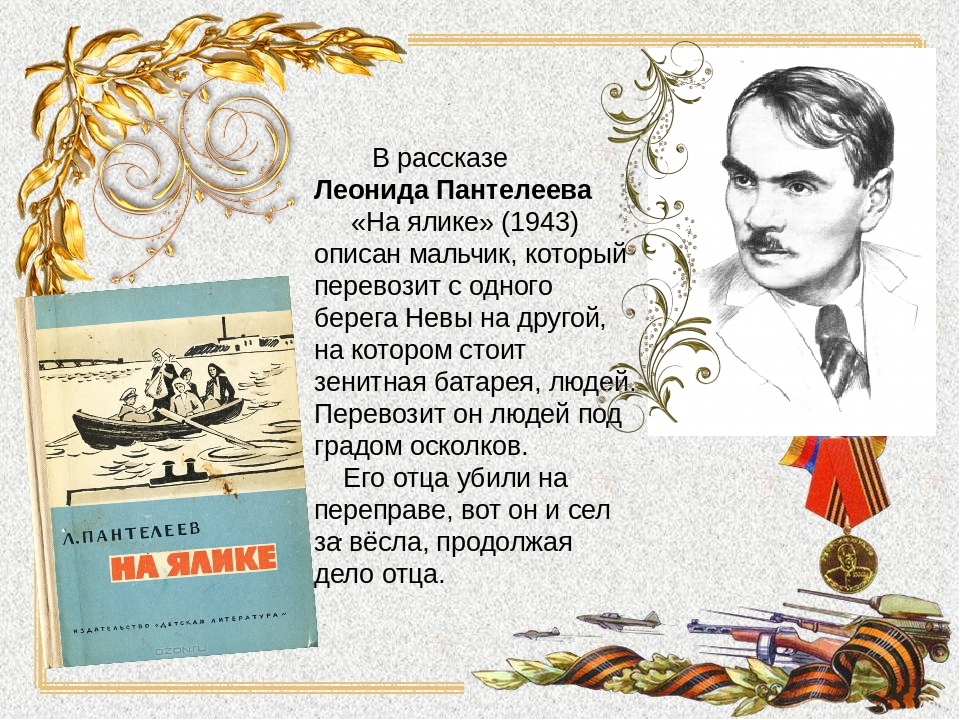 В рассказе
Леонида Пантелеева
«На ялике» (1943)
описан мальчик, который
перевозит с одного
берега Невы на другой,
на котором стоит
зенитная батарея, людей.
Перевозит он людей под
градом осколков.
Его отца убили на
переправе, вот он и сел
за вёсла, продолжая
дело отца.
Л.ПАНТЕЛЕЕВ
НА ЯЛИКЕ
ИЗДАТЕЛЬСТВО «ДЕТСКАЯ ЛИТЕРАТУРА»
OZON.RU